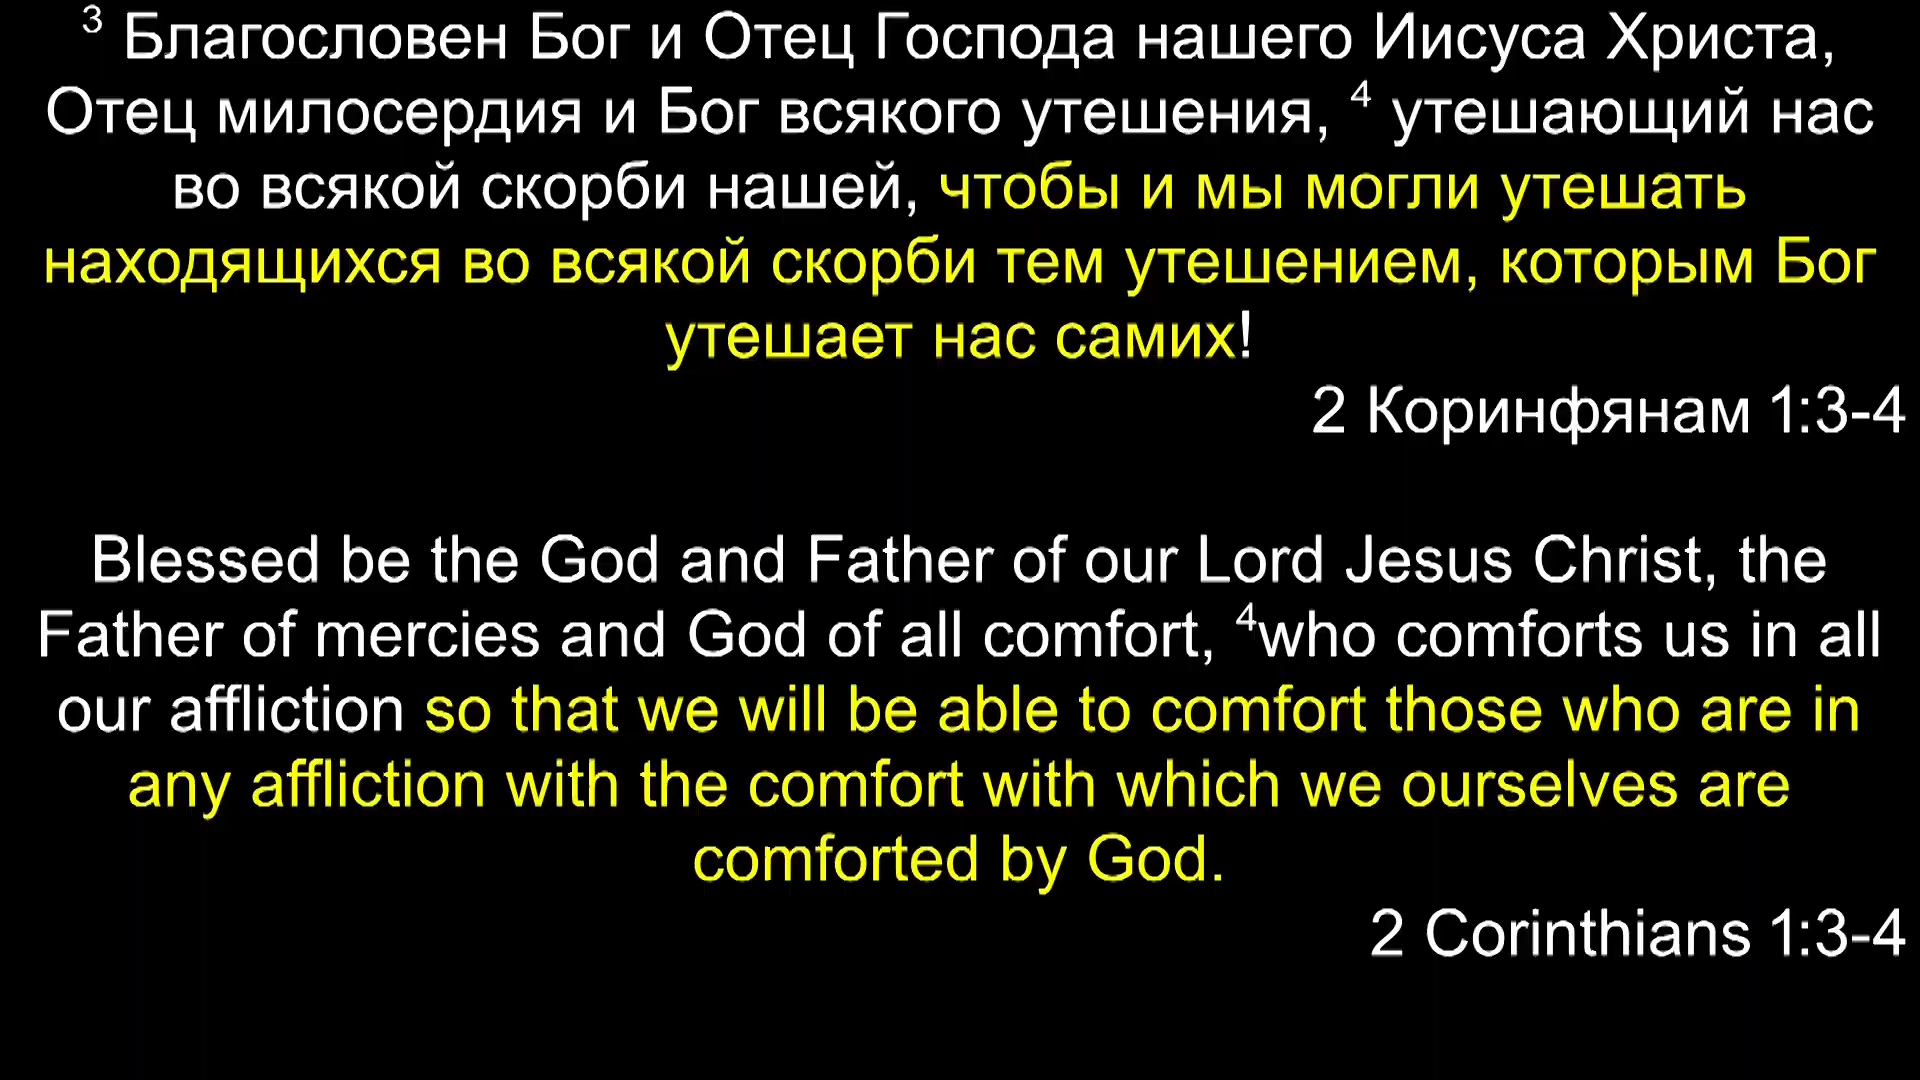 ³ Благословен Бог и Отец Господа нашего Иисуса Христа,
Отец милосердия и Бог всякого утешения, ⁴ утешающий нас
во всякой скорби нашей, чтобы и мы могли утешать
находящихся во всякой скорби тем утешением, которым Бог
утешает нас самих!
2 Коринфянам 1:3-4
Blessed be the God and Father of our Lord Jesus Christ, the
Father of mercies and God of all comfort, ⁴who comforts us in all
our affliction so that we will be able to comfort those who are in
any affliction with the comfort with which we ourselves are
comforted by God.
2 Corinthians 1:3-4